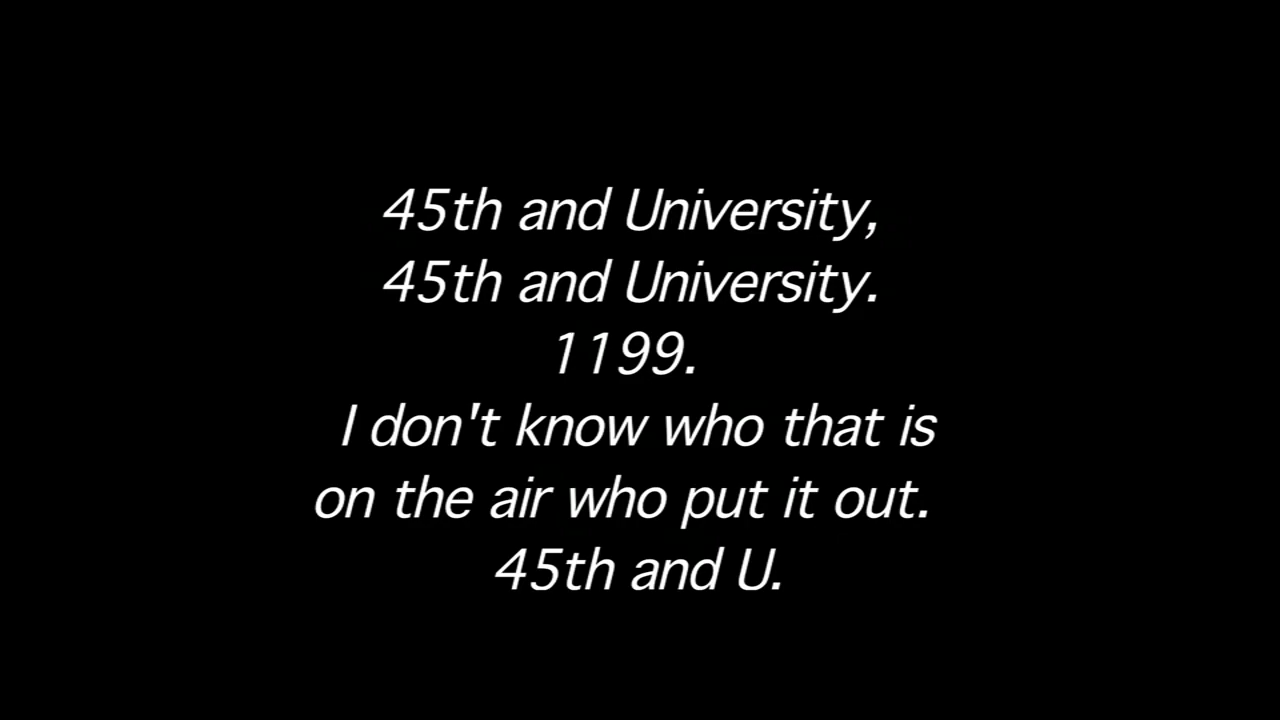 45th and University,
45th and University.
1199.
I don't know who that is
on the air who put it out.
45th and U.